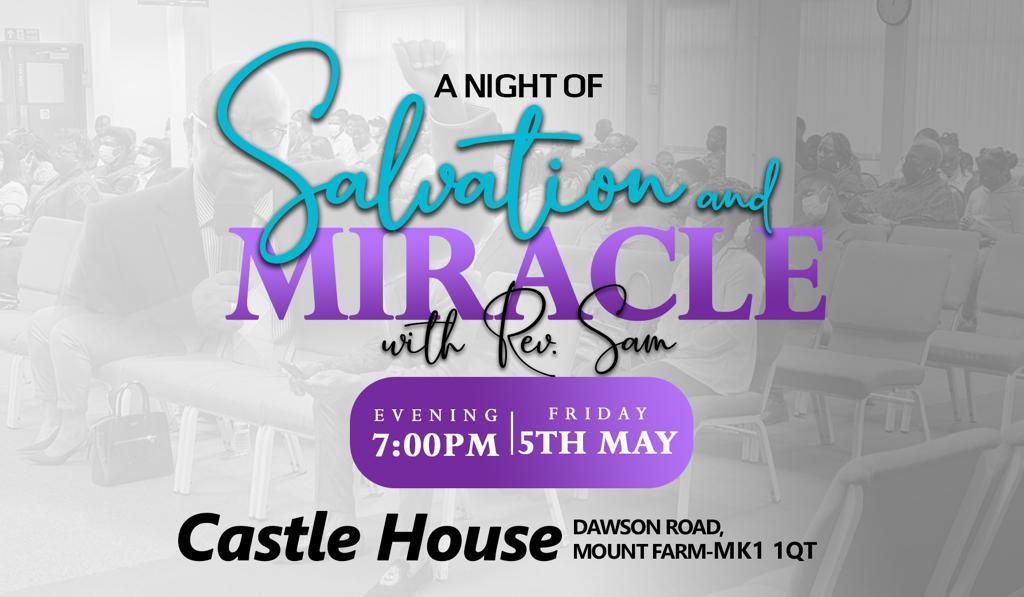 A NIGHT OF
Salvation and
MIRACLE
with Rev. Sam
EVENING
7:00PM
FRIDAY
5TH MAY
Castle House
DAWSON ROAD,
MOUNT FARM-MK1 1QT